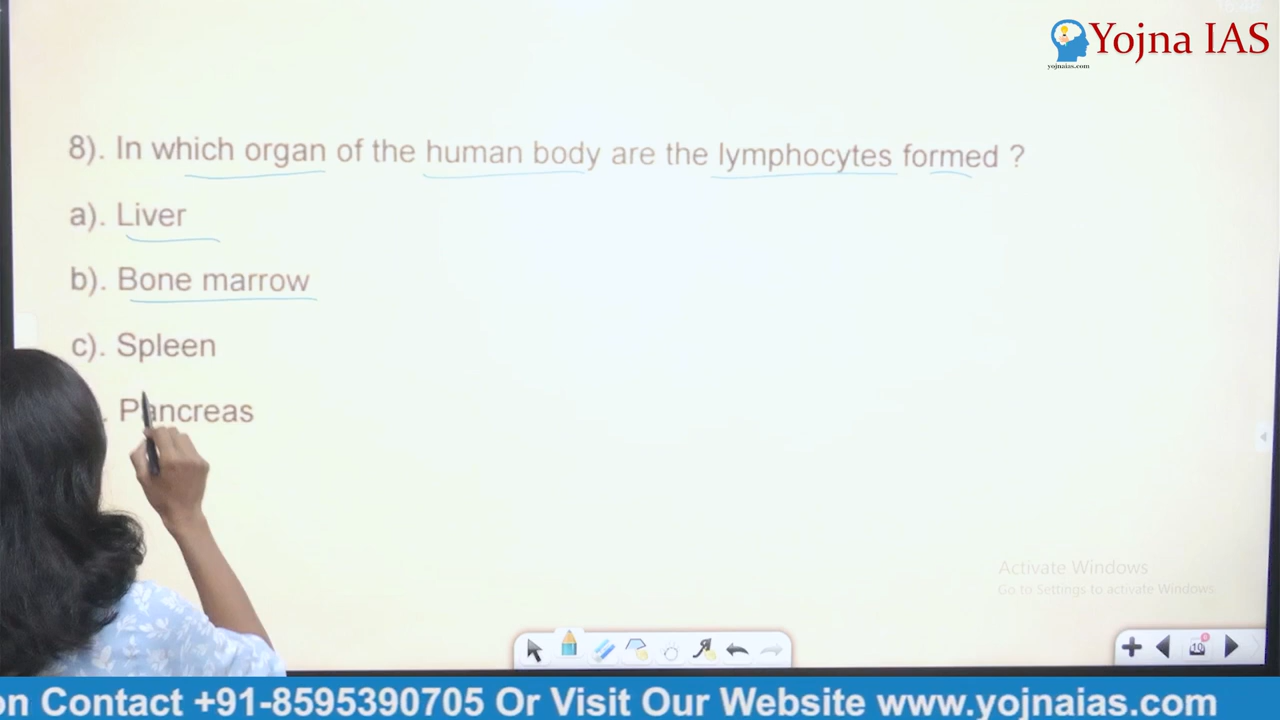 Yojna IAS
yojnaias.com
8). In which organ of the human body are the lymphocytes formed ?
a). Liver
b). Bone marrow
c). Spleen
. Pancreas
Activate Windows
Go to Settings to activate Windows.
10
on Contact +91-8595390705 Or Visit Our Website www.yojnaias.com